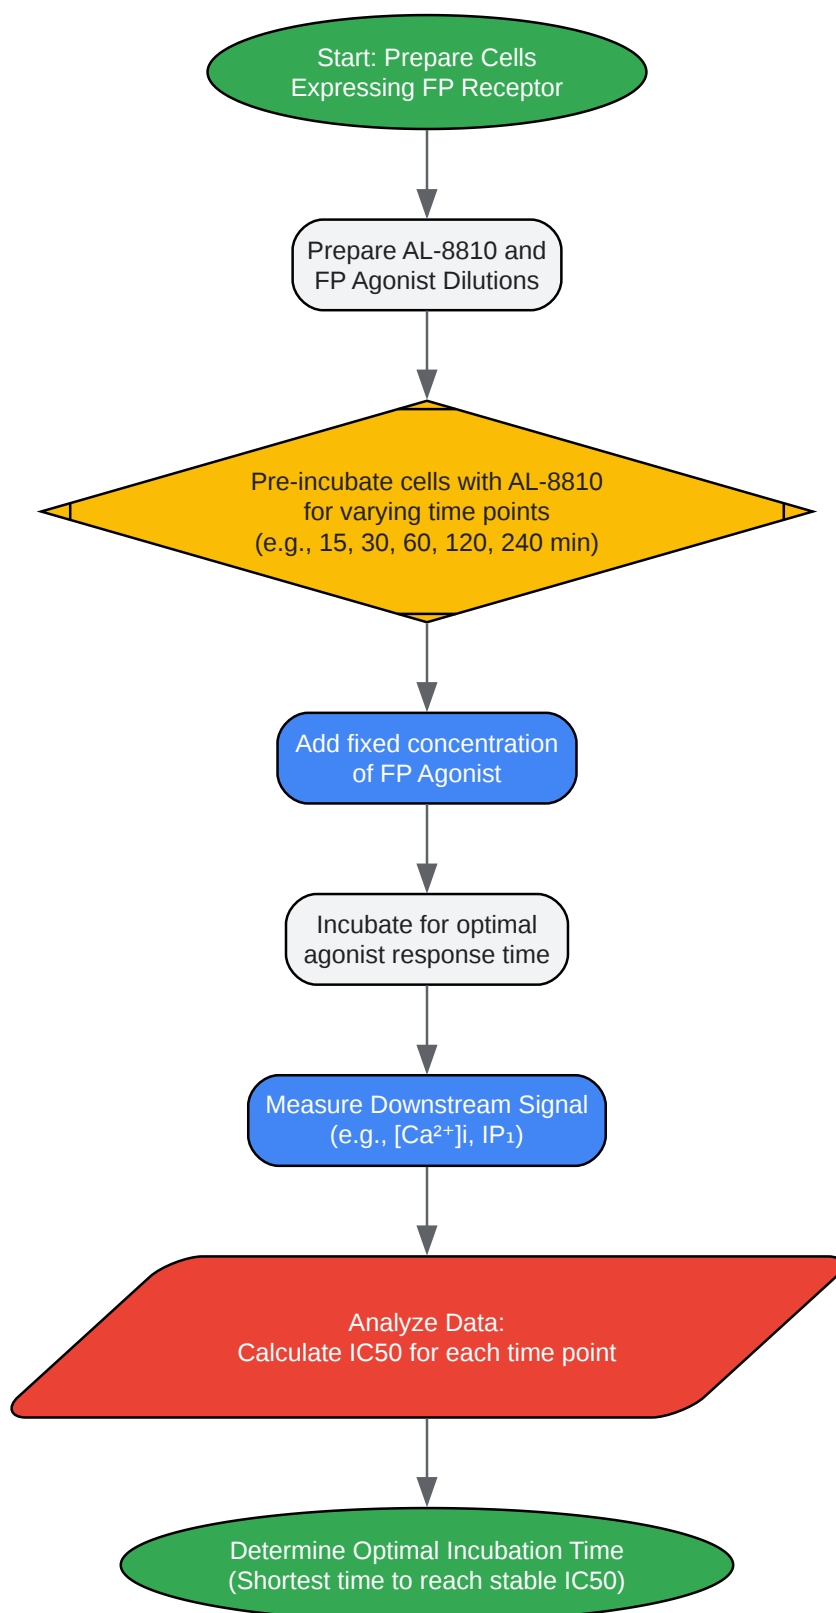 Start: Prepare Cells
Expressing FP Receptor
Prepare AL-8810 and
FP Agonist Dilutions
Pre-incubate cells with AL-8810
for varying time points
(e.g., 15, 30, 60, 120, 240 min)
Add fixed concentration
of FP Agonist
Incubate for optimal
agonist response time
Measure Downstream Signal
(e.g., [Ca²⁺]i, IP₁)
Analyze Data:
Calculate IC50 for each time point
Determine Optimal Incubation Time
(Shortest time to reach stable IC50)